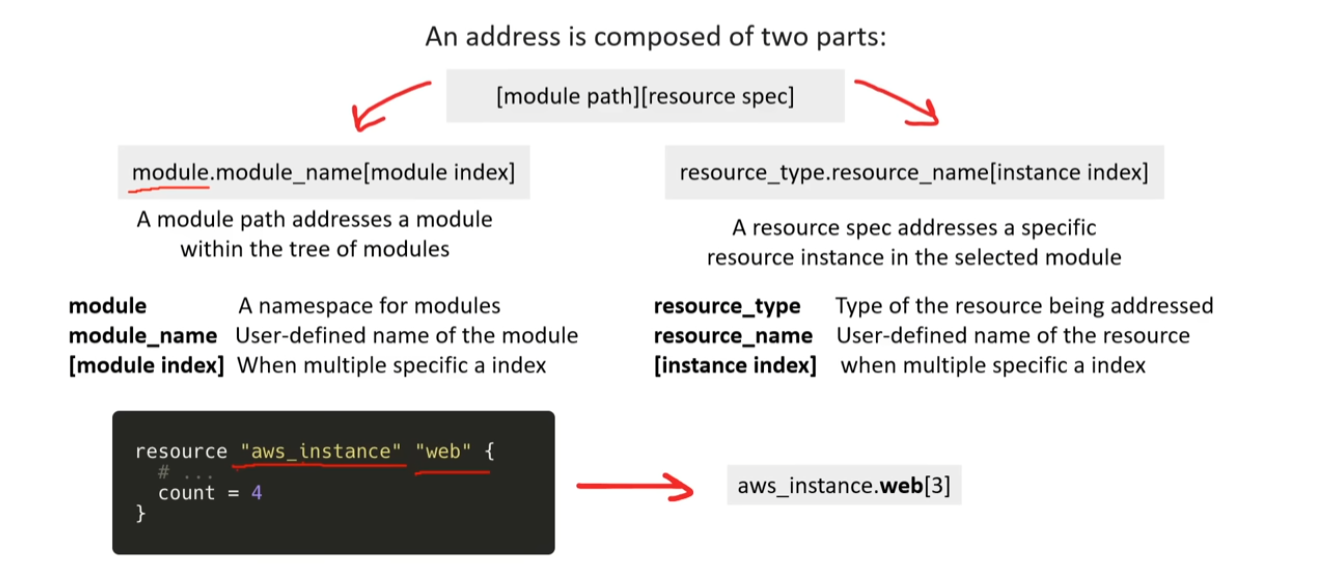 An address is composed of two parts:
[module path][resource spec]
module.module_name[module index]
A module path addresses a module
within the tree of modules
module A namespace for modules
module_name User-defined name of the module
[module index] When multiple specific a index
resource_type.resource_name[instance index]
A resource spec addresses a specific
resource instance in the selected module
resource_type Type of the resource being addressed
resource_name User-defined name of the resource
[instance index] when multiple specific a index
resource "aws_instance" "web" {
# ...
count = 4
}
aws_instance.web[3]